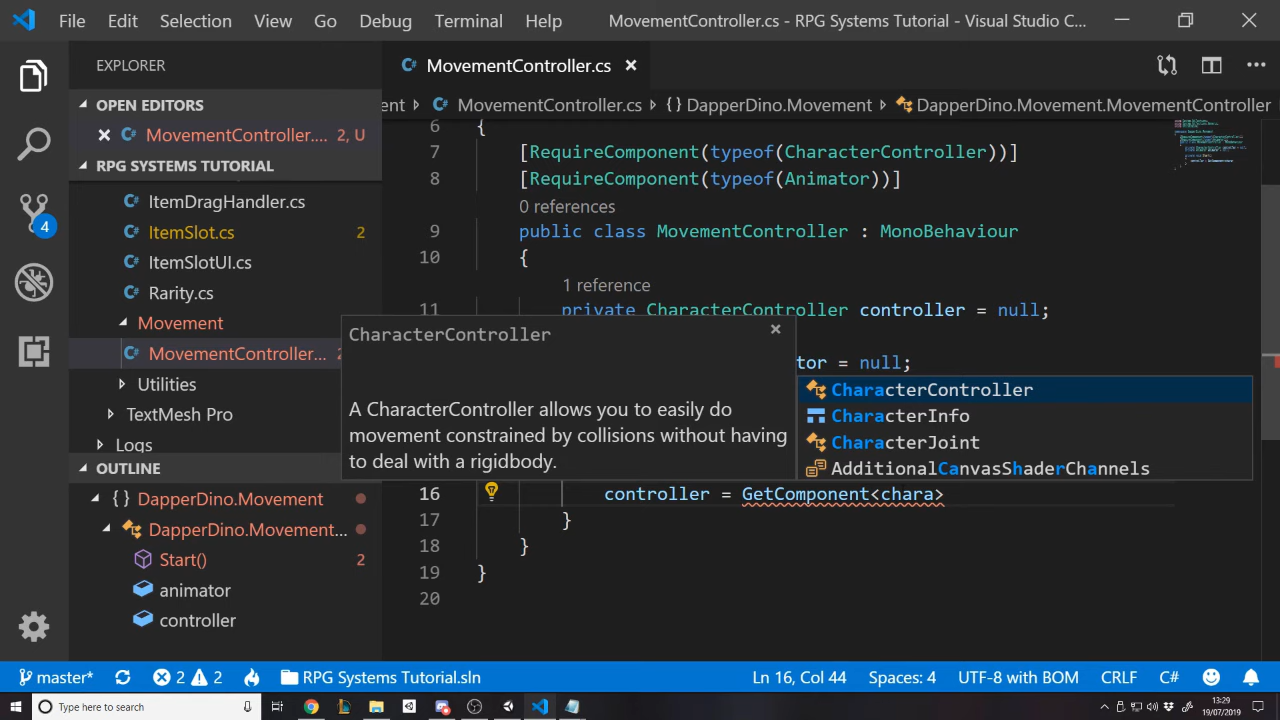 File Edit Selection View Go Debug Terminal Help MovementController.cs - RPG Systems Tutorial - Visual Studio C...
EXPLORER
OPEN EDITORS
MovementController.... 2, U
RPG SYSTEMS TUTORIAL
ItemDragHandler.cs
ItemSlot.cs 2
ItemSlotUI.cs
Rarity.cs
Movement
MovementController... 2
Utilities
TextMesh Pro
Logs
OUTLINE
{ } DapperDino.Movement
DapperDino.Movement...
Start() 2
animator
controller
4
C# MovementController.cs
ent > C# MovementController.cs > { } DapperDino.Movement > DapperDino.Movement.MovementController
6 {
7 [RequireComponent(typeof(CharacterController))]
8 [RequireComponent(typeof(Animator))]
0 references
9 public class MovementController : MonoBehaviour
10 {
1 reference
11 private CharacterController controller = null;
tor = null;
CharacterController
A CharacterController allows you to easily do
movement constrained by collisions without having
to deal with a rigidbody.
CharacterController
CharacterInfo
CharacterJoint
AdditionalCanvasShaderChannels
16 controller = GetComponent<chara>
17 }
18 }
19 }
20
master* 2 2 RPG Systems Tutorial.sln Ln 16, Col 44 Spaces: 4 UTF-8 with BOM CRLF C#
Type here to search
13:29
19/07/2019